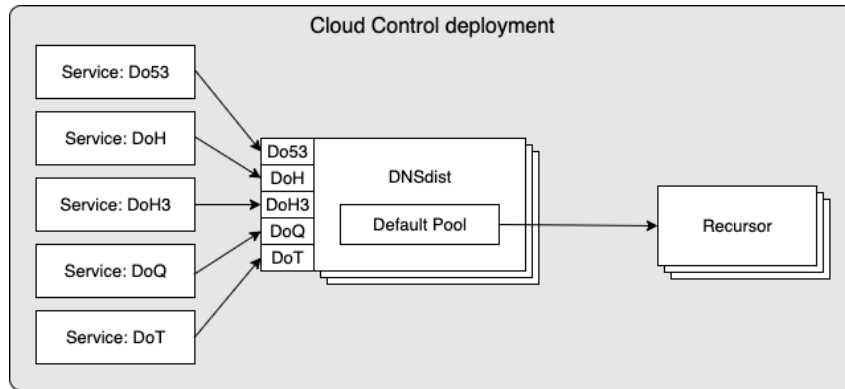 Cloud Control deployment
Service: Do53
Service: DoH
Service: DoH3
Service: DoQ
Service: DoT
Do53
DoH
DoH3
DoQ
DoT
DNSdist
Default Pool
Recursor